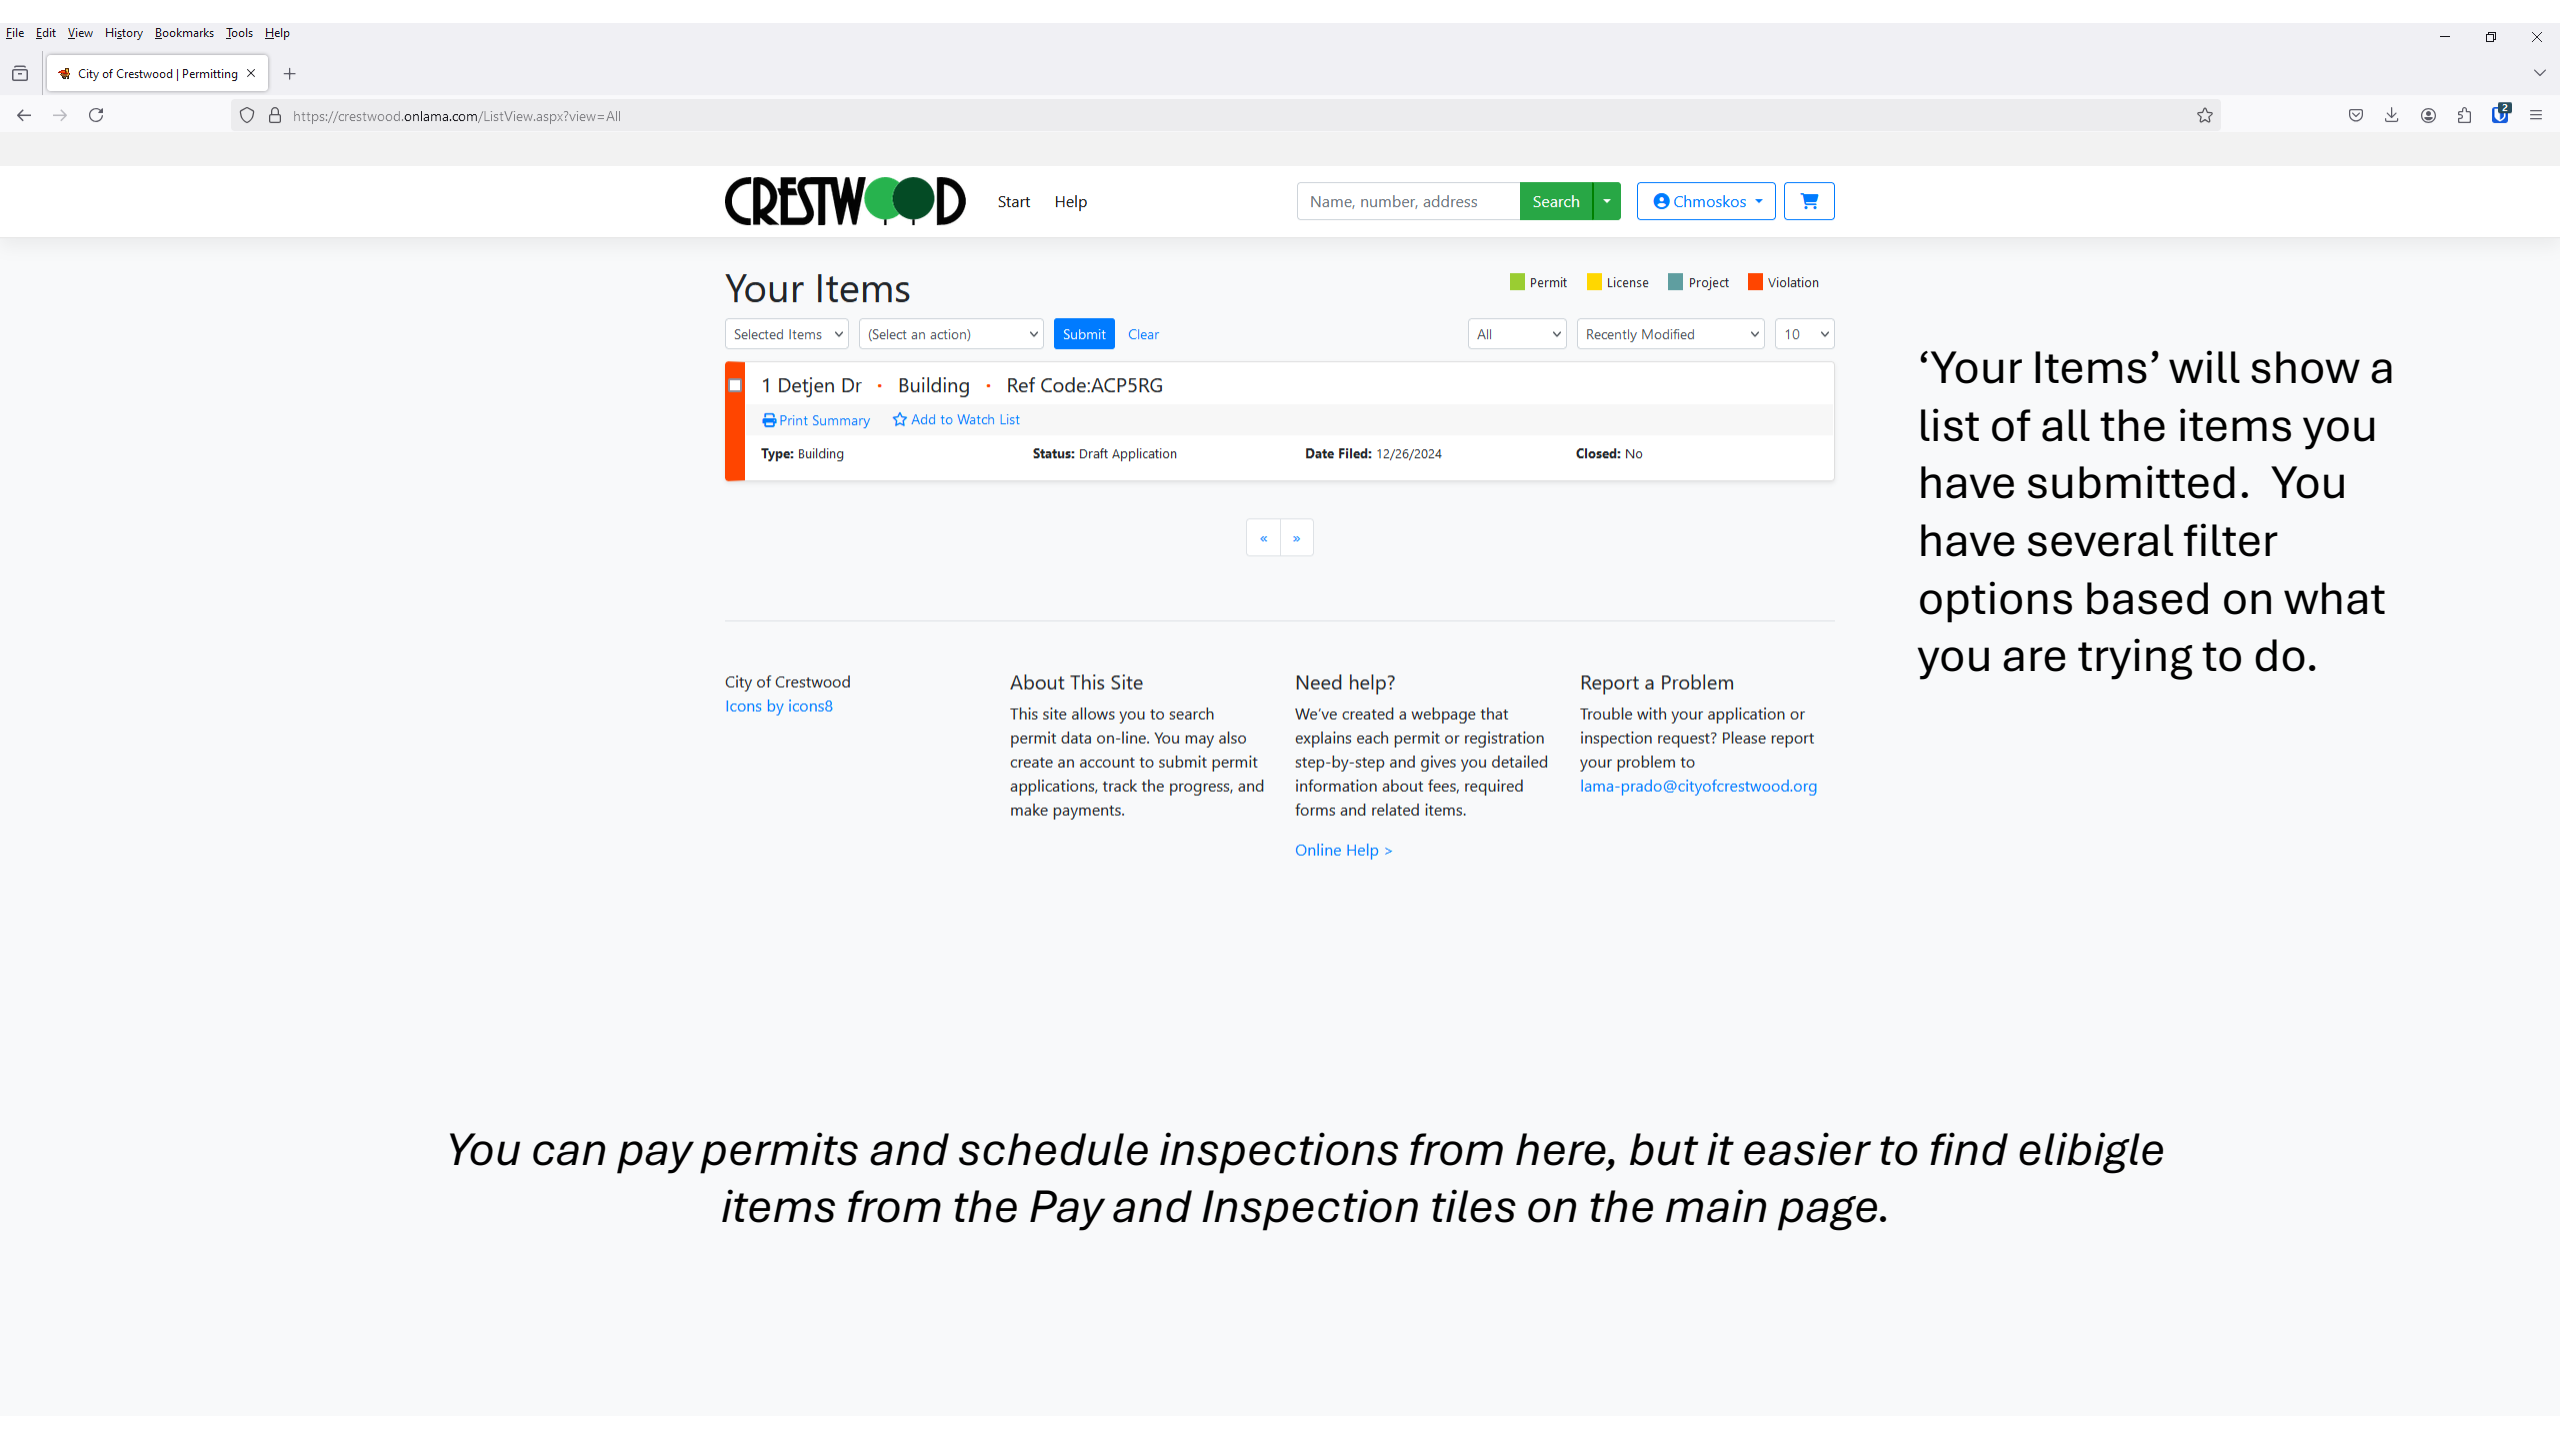 File Edit View History Bookmarks Tools Help
City of Crestwood | Permitting
https://crestwood.onlama.com/ListView.aspx?view=All
2
CRESTWOOD
Start Help
Name, number, address Search Chmoskos
Your Items
Permit License Project Violation
Selected Items (Select an action) Submit Clear
All Recently Modified 10
1 Detjen Dr · Building · Ref Code:ACP5RG
Print Summary Add to Watch List
Type: Building Status: Draft Application Date Filed: 12/26/2024 Closed: No
« »
‘Your Items’ will show a
list of all the items you
have submitted.  You
have several filter
options based on what
you are trying to do.
City of Crestwood
Icons by icons8
About This Site
This site allows you to search
permit data on-line. You may also
create an account to submit permit
applications, track the progress, and
make payments.
Need help?
We’ve created a webpage that
explains each permit or registration
step-by-step and gives you detailed
information about fees, required
forms and related items.
Online Help >
Report a Problem
Trouble with your application or
inspection request? Please report
your problem to
lama-prado@cityofcrestwood.org
You can pay permits and schedule inspections from here, but it easier to find elibigle
items from the Pay and Inspection tiles on the main page.